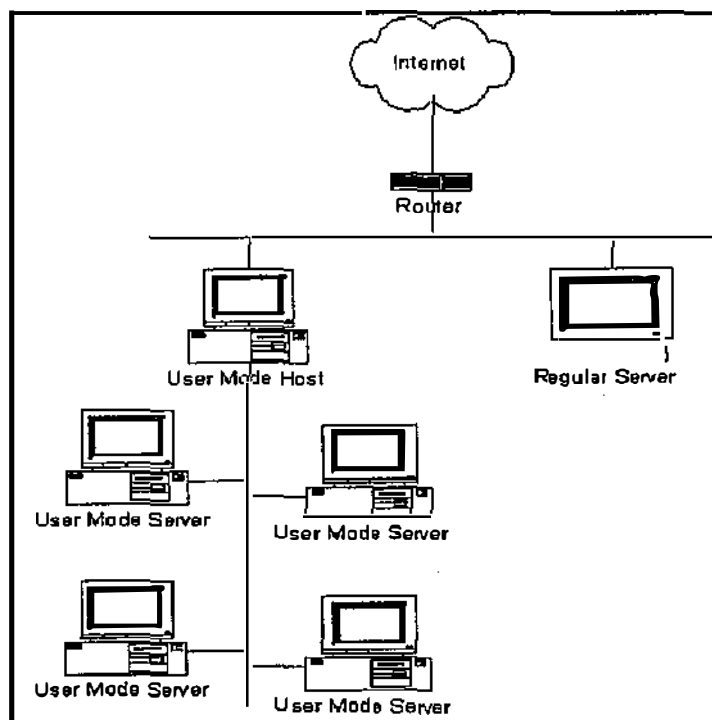 Internet
Router
User Mode Host
Regular Server
User Mode Server
User Mode Server
User Mode Server
User Mode Server